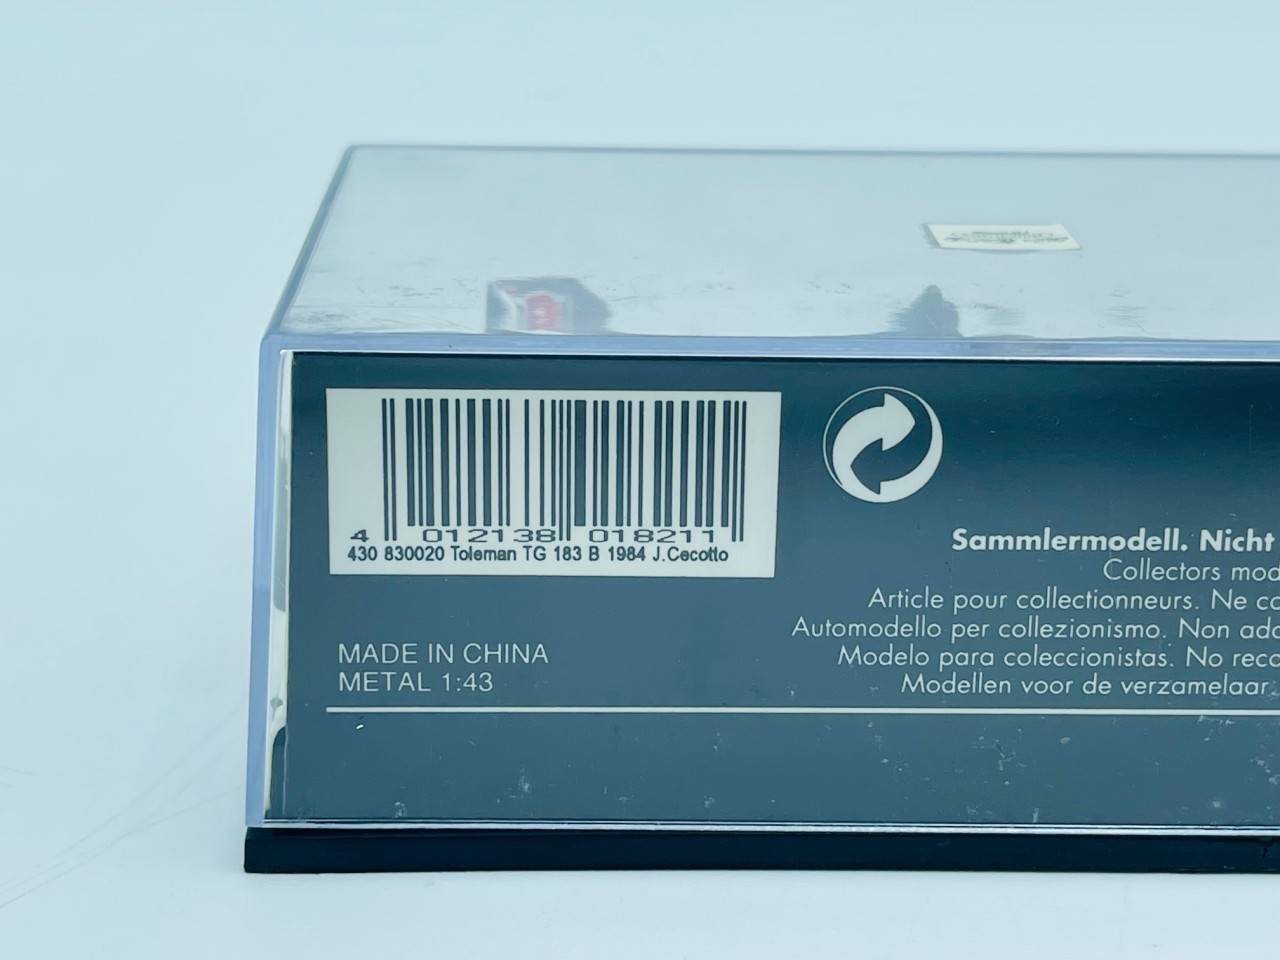 4 012138 018211
430 830020 Toleman TG 183 B 1984 J.Cecotto
MADE IN CHINA
METAL 1:43
Sammlermodell. Nicht
Collectors mod
Article pour collectionneurs. Ne co
Automodello per collezionismo. Non ada
Modelo para coleccionistas. No reco
Modellen voor de verzamelaar